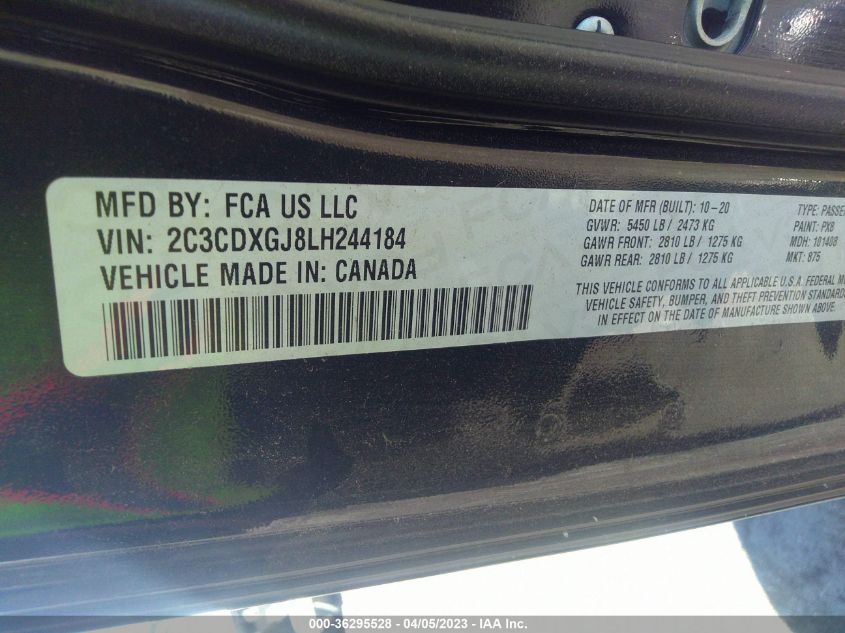 MFD BY: FCA US LLC
VIN: 2C3CDXGJ8LH244184
VEHICLE MADE IN: CANADA
DATE OF MFR (BUILT): 10-20
GVWR: 5450 LB / 2473 KG
GAWR FRONT: 2810 LB / 1275 KG
GAWR REAR: 2810 LB / 1275 KG
TYPE: PASSE
PAINT: PX8
MDH: 101408
MKT: 875
THIS VEHICLE CONFORMS TO ALL APPLICABLE U.S.A. FEDERAL
VEHICLE SAFETY, BUMPER, AND THEFT PREVENTION STANDARDS
IN EFFECT ON THE DATE OF MANUFACTURE SHOWN ABOVE.
000-36295528 - 04/05/2023 - IAA Inc.